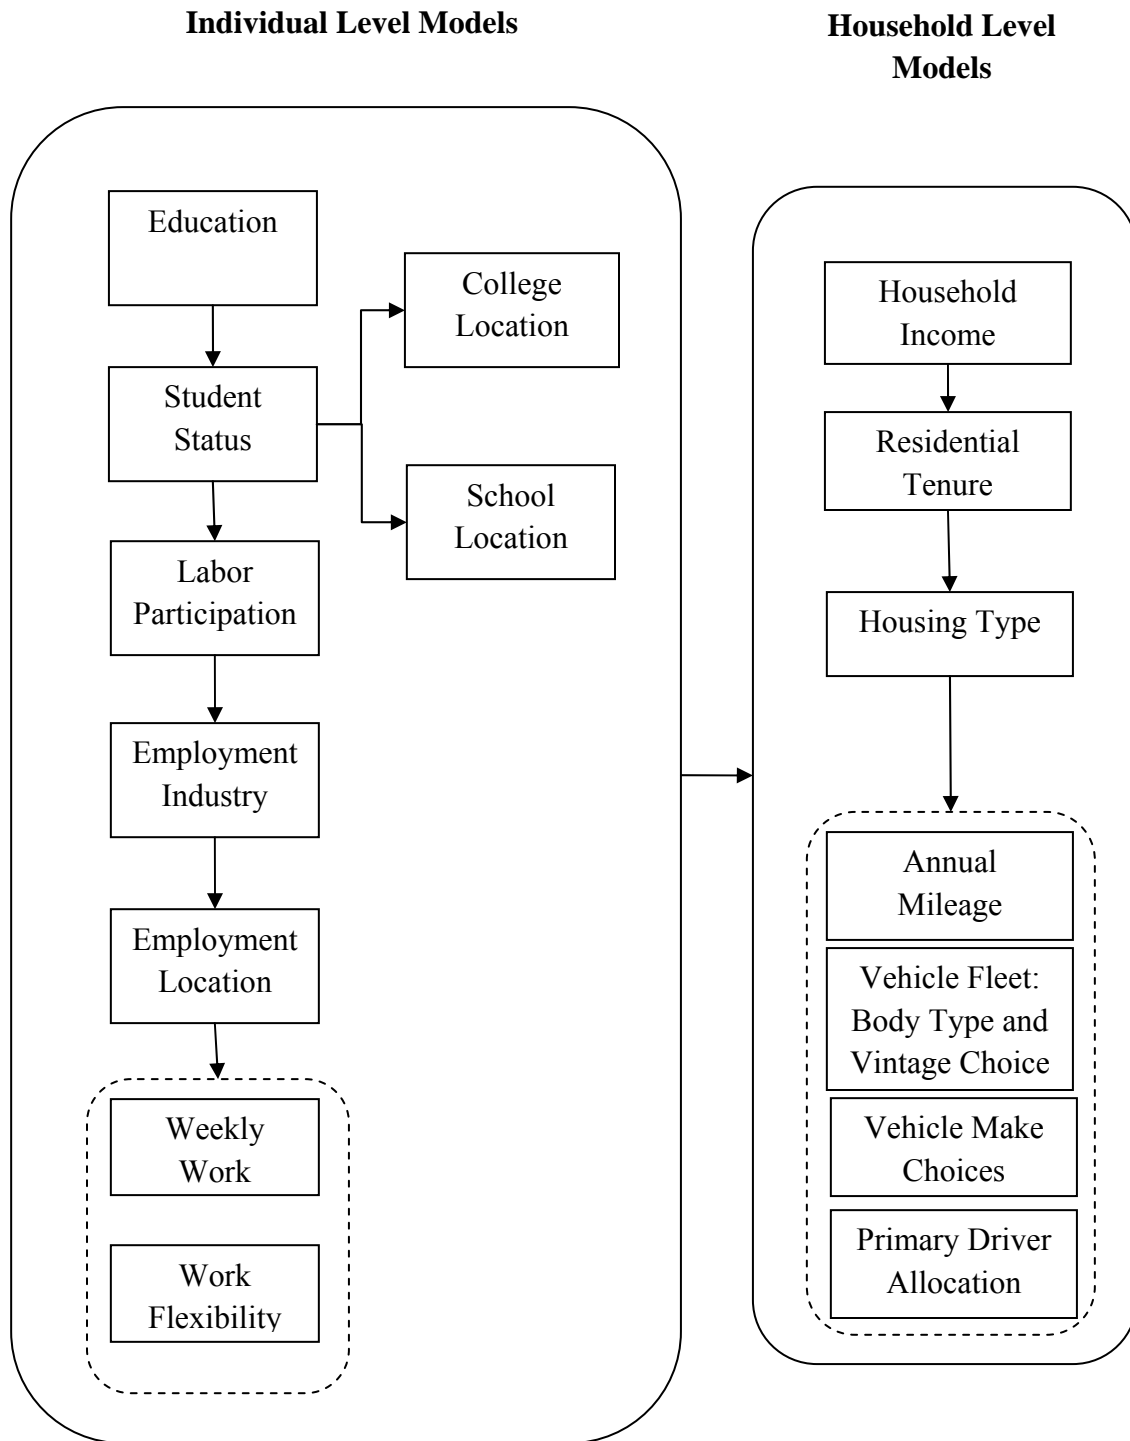 Individual Level Models
Household Level
Models
Education
College
Location
Student
Status
School
Location
Labor
Participation
Employment
Industry
Employment
Location
Weekly
Work
Work
Flexibility
Household
Income
Residential
Tenure
Housing Type
Annual
Mileage
Vehicle Fleet:
Body Type and
Vintage Choice
Vehicle Make
Choices
Primary Driver
Allocation